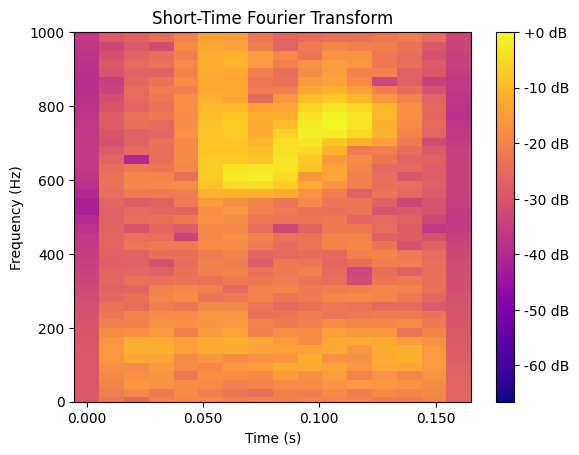 Short-Time Fourier Transform
1000
800
600
400
200
0
Frequency (Hz)
0.000
0.050
0.100
0.150
Time (s)
+0 dB
-10 dB
-20 dB
-30 dB
-40 dB
-50 dB
-60 dB